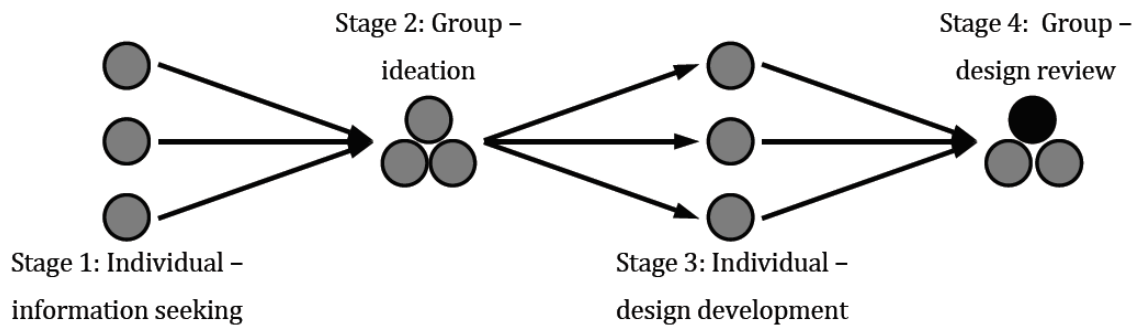 Stage 1: Individual –
information seeking
Stage 2: Group –
ideation
Stage 3: Individual –
design development
Stage 4:  Group –
design review